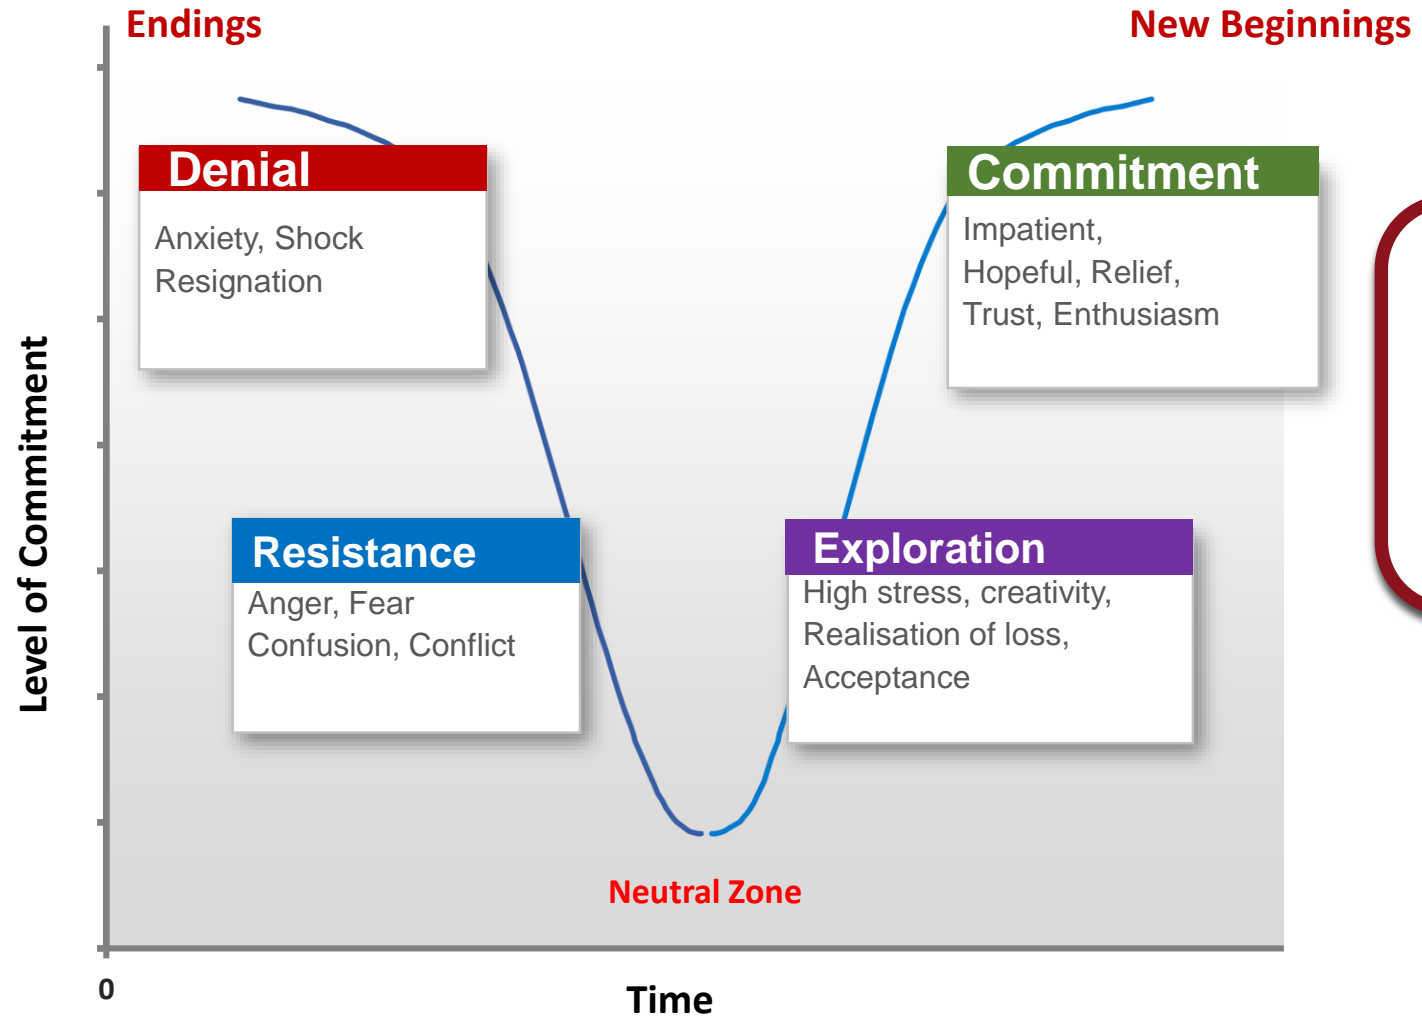 Endings
New Beginnings
Denial
Anxiety, Shock
Resignation
Commitment
Impatient,
Hopeful, Relief,
Trust, Enthusiasm
Level of Commitment
Resistance
Anger, Fear
Confusion, Conflict
Exploration
High stress, creativity,
Realisation of loss,
Acceptance
Neutral Zone
0
Time